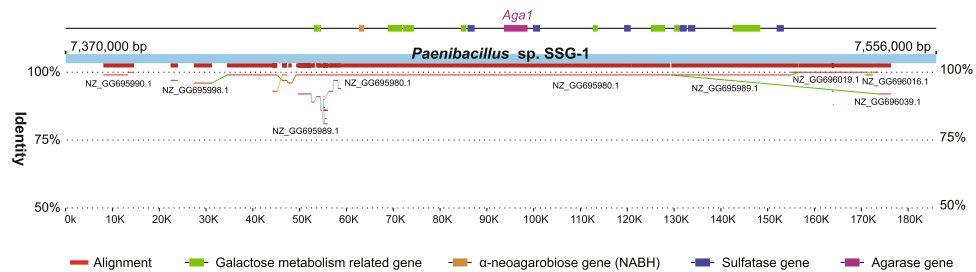 Aga1
7,370,000 bp
Paenibacillus sp. SSG-1
7,556,000 bp
100%
100%
NZ_GG695990.1
NZ_GG695998.1
NZ_GG695980.1
NZ_GG695980.1
NZ_GG695989.1
NZ_GG696019.1
NZ_GG696016.1
NZ_GG696039.1
NZ_GG695989.1
Identity
75%
75%
50%
50%
0k 10K 20K 30K 40K 50K 60K 70K 80K 90K 100K 110K 120K 130K 140K 150K 160K 170K 180K
Alignment
Galactose metabolism related gene
α-neoagarobiose gene (NABH)
Sulfatase gene
Agarase gene